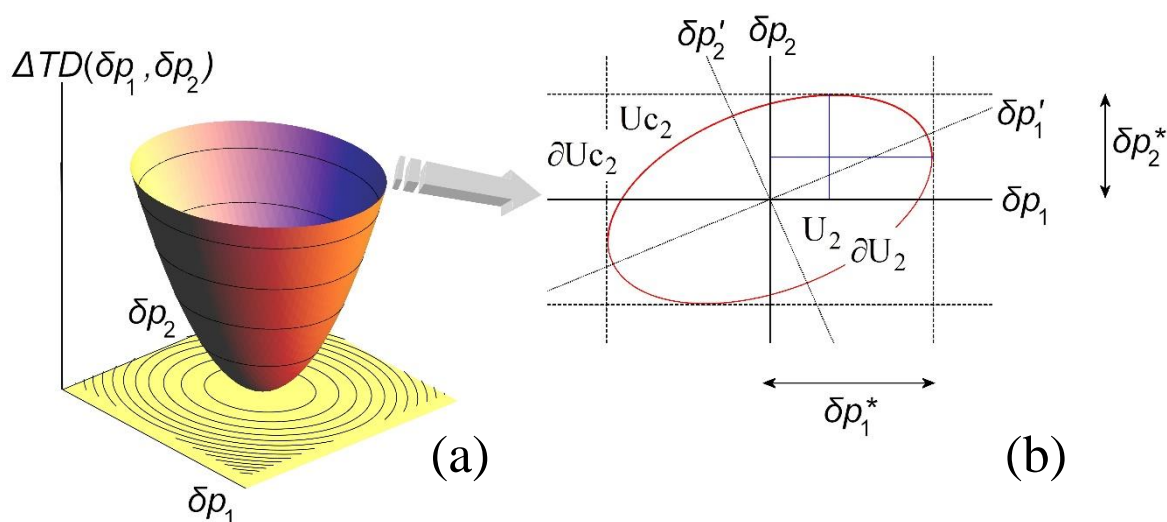 ΔTD(δp₁,δp₂)
δp₂
δp₁
(a)
δp₂′
δp₂
Uc₂
∂Uc₂
δp₁′
δp₂*
δp₁
U₂
∂U₂
δp₁*
(b)